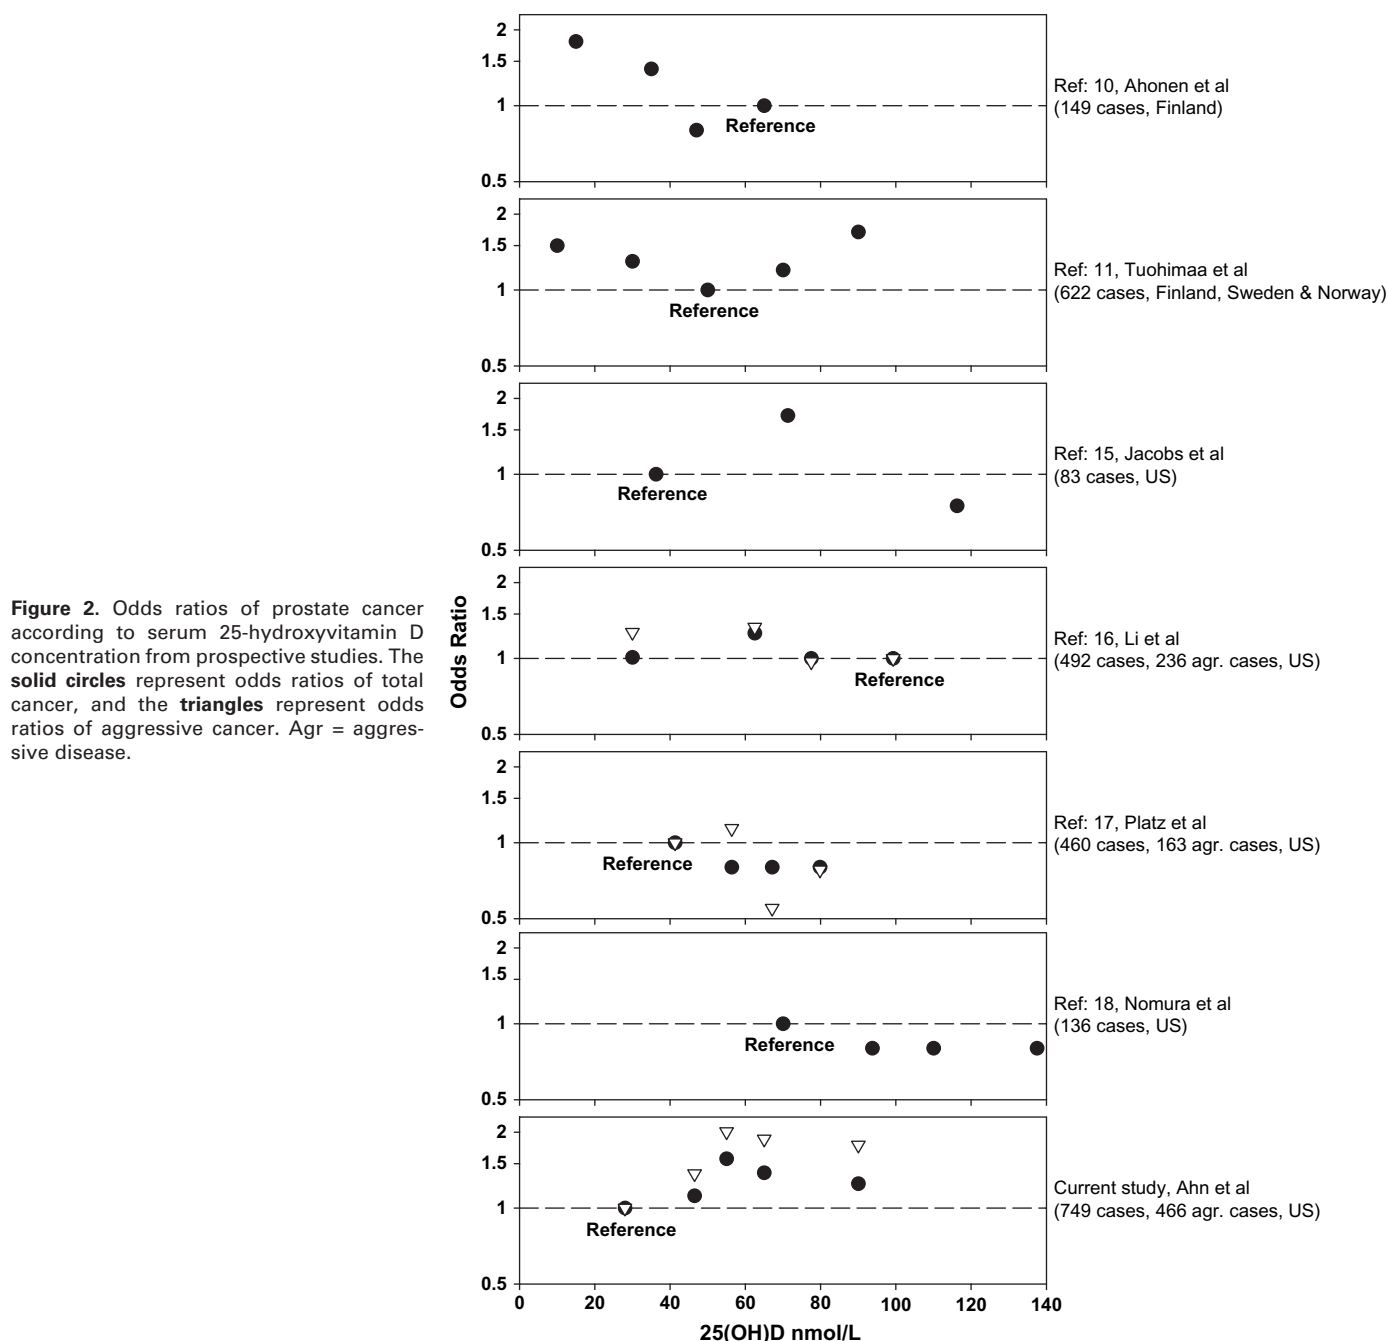 2
1.5
1
0.5
Reference
Ref: 10, Ahonen et al
(149 cases, Finland)
2
1.5
1
0.5
Reference
Ref: 11, Tuohimaa et al
(622 cases, Finland, Sweden & Norway)
2
1.5
1
0.5
Reference
Ref: 15, Jacobs et al
(83 cases, US)
Figure 2. Odds ratios of prostate cancer
according to serum 25-hydroxyvitamin D
concentration from prospective studies. The
solid circles represent odds ratios of total
cancer, and the triangles represent odds
ratios of aggressive cancer. Agr = aggres-
sive disease.
Odds Ratio
2
1.5
1
0.5
Reference
Ref: 16, Li et al
(492 cases, 236 agr. cases, US)
2
1.5
1
0.5
Reference
Ref: 17, Platz et al
(460 cases, 163 agr. cases, US)
2
1.5
1
0.5
Reference
Ref: 18, Nomura et al
(136 cases, US)
2
1.5
1
0.5
Reference
Current study, Ahn et al
(749 cases, 466 agr. cases, US)
0 20 40 60 80 100 120 140
25(OH)D nmol/L